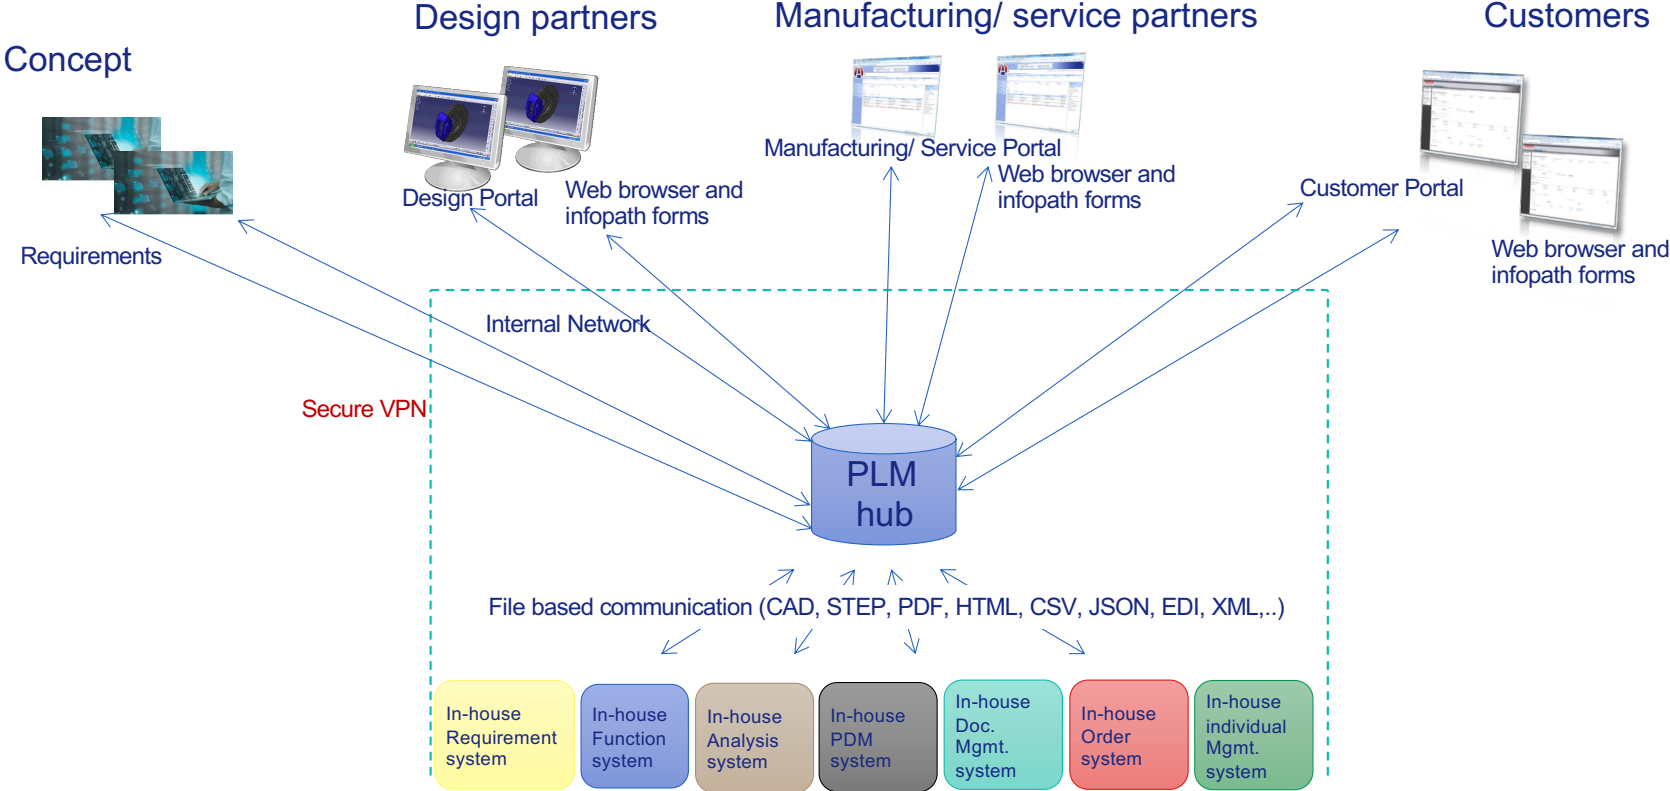 Design partners
Manufacturing/ service partners
Customers
Concept
Manufacturing/ Service Portal
Design Portal
Web browser and
infopath forms
Web browser and
infopath forms
Customer Portal
Requirements
Web browser and
infopath forms
Internal Network
Secure VPN
PLM
hub
File based communication (CAD, STEP, PDF, HTML, CSV, JSON, EDI, XML,..)
In-house
Requirement
system
In-house
Function
system
In-house
Analysis
system
In-house
PDM
system
In-house
Doc.
Mgmt.
system
In-house
Order
system
In-house
individual
Mgmt.
system